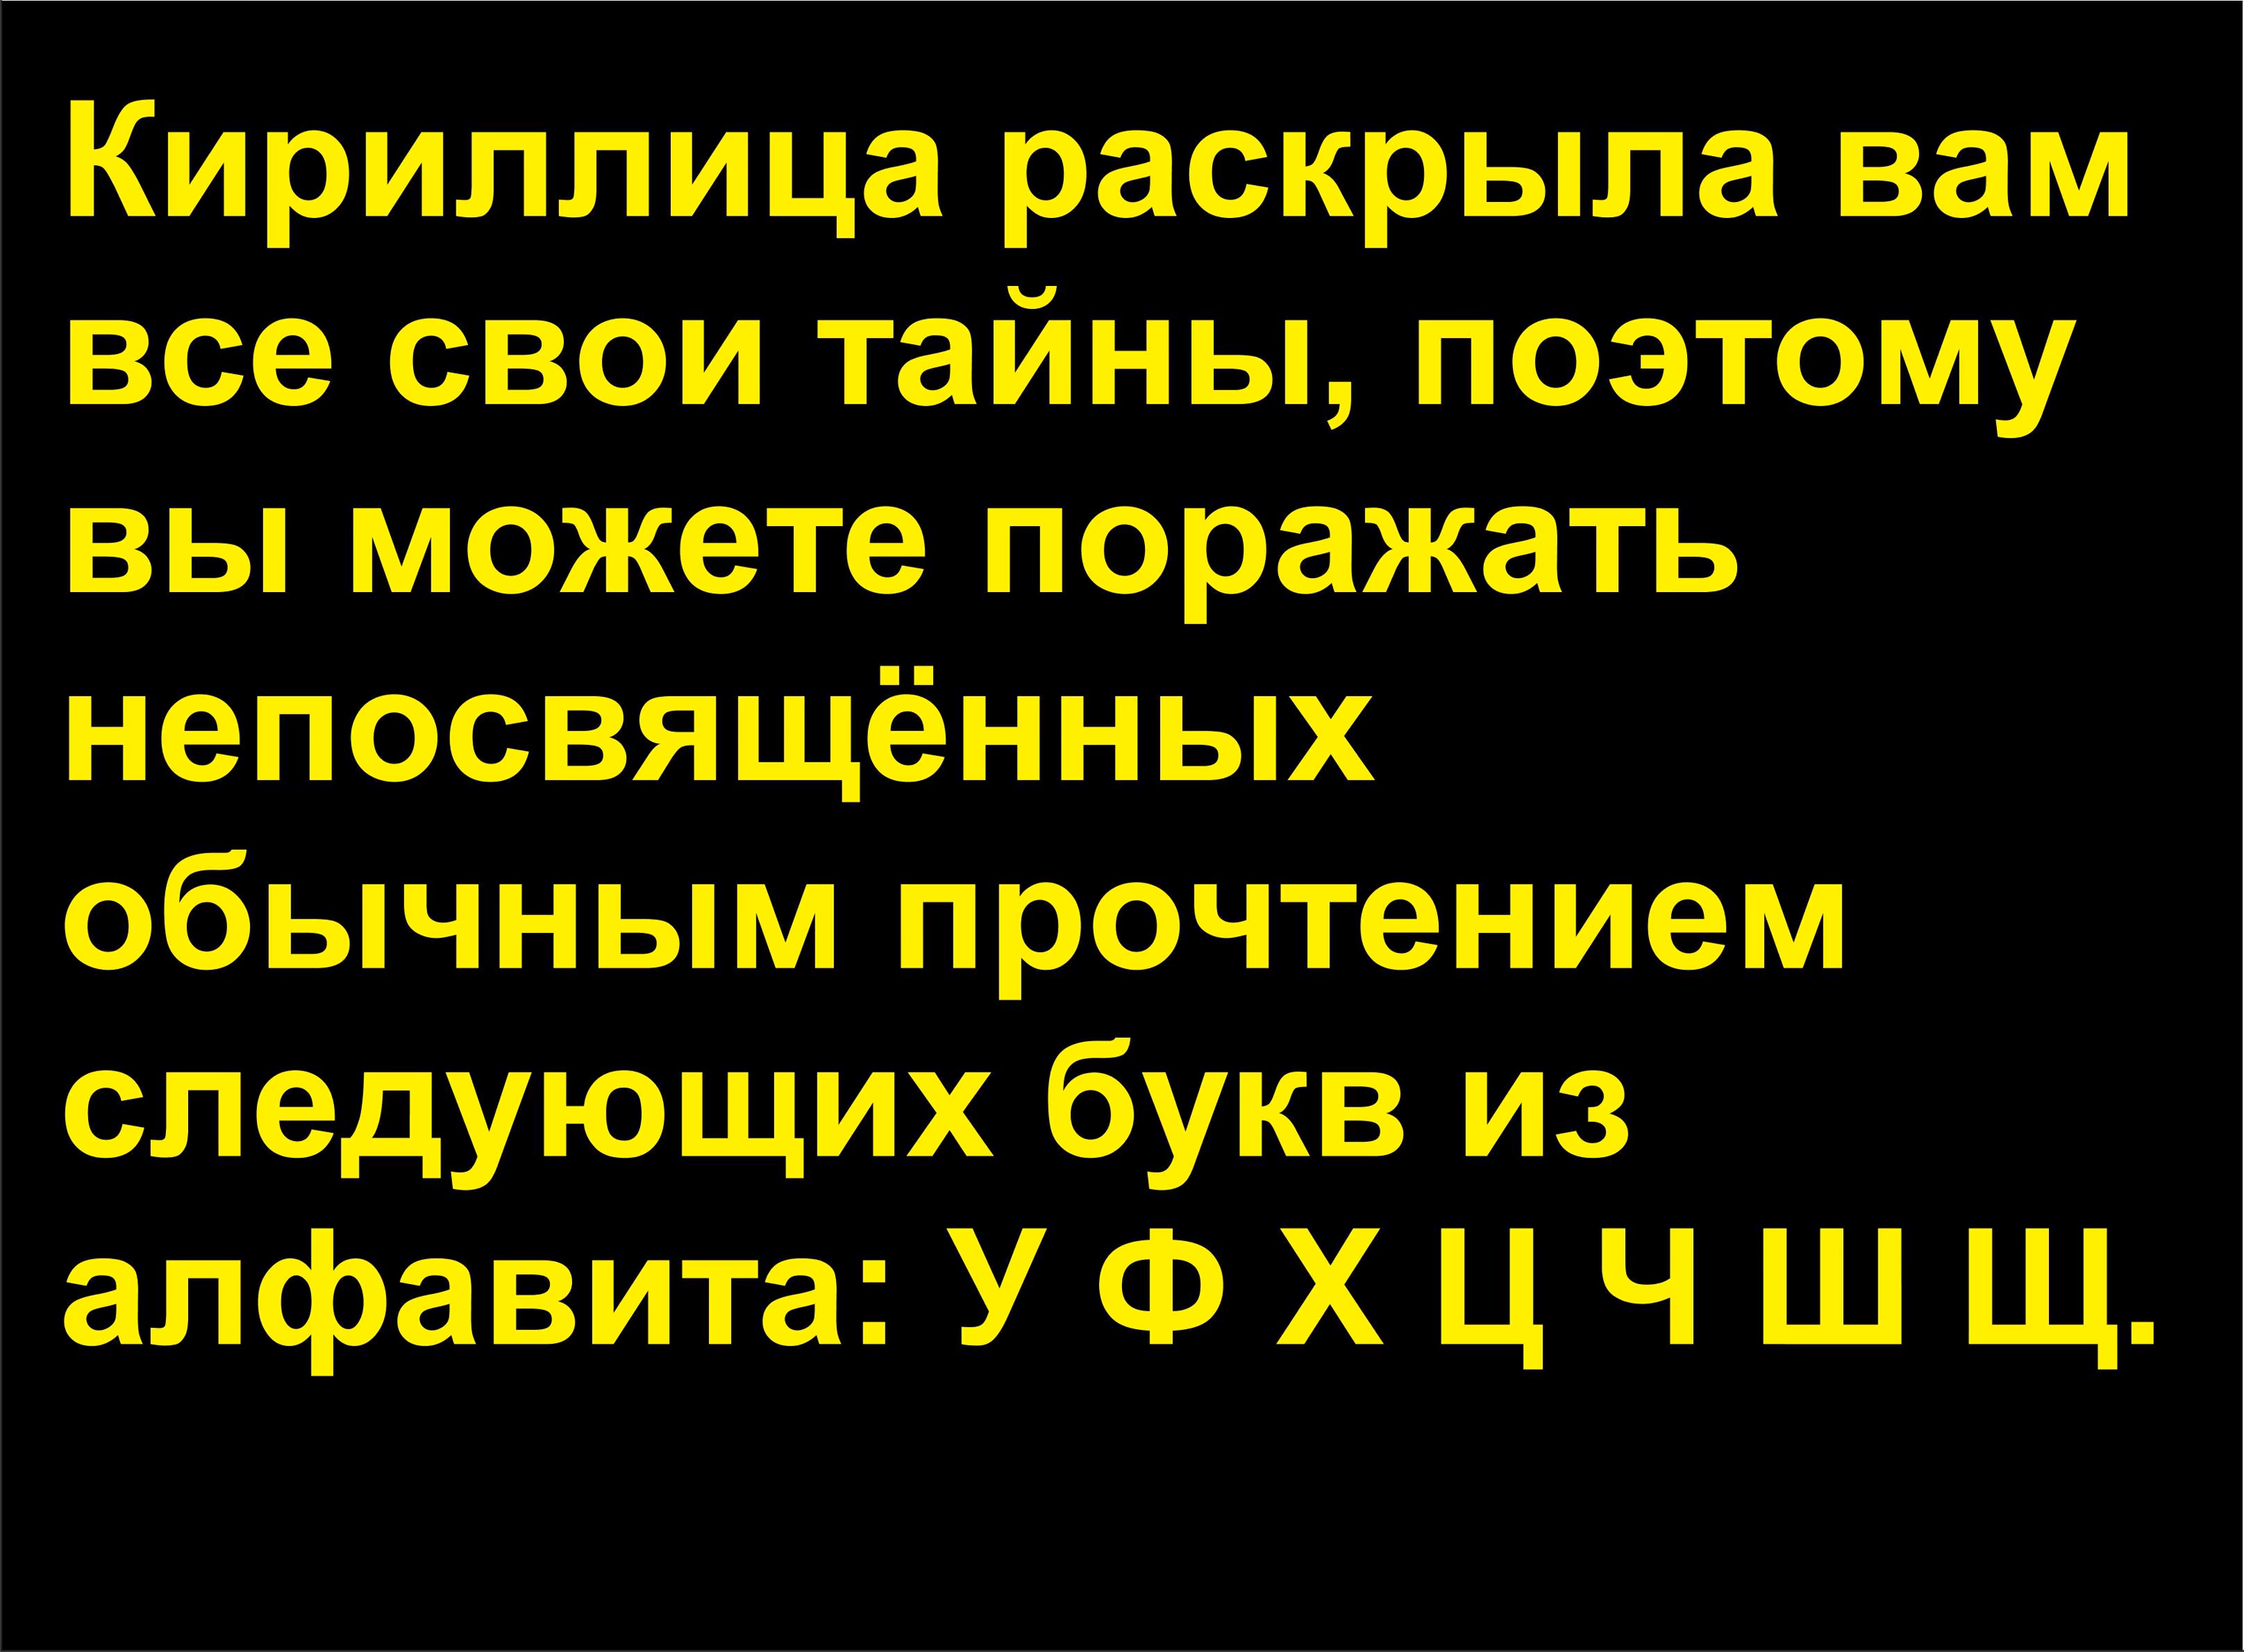 Кириллица раскрыла вам
все свои тайны, поэтому
вы можете поражать
непосвящённых
обычным прочтением
следующих букв из
алфавита: У Ф Х Ц Ч Ш Щ.